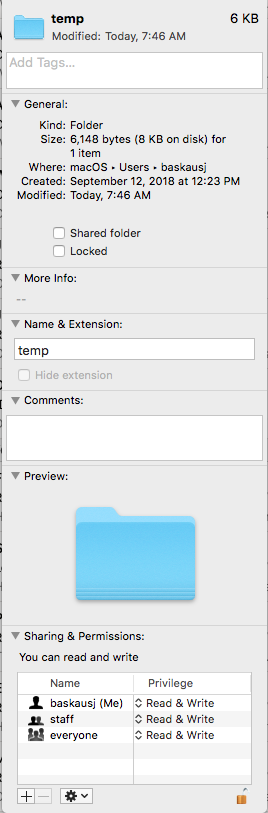 temp 6 KB
Modified: Today, 7:46 AM
Add Tags...
General:
Kind: Folder
Size: 6,148 bytes (8 KB on disk) for
1 item
Where: macOS ‣ Users ‣ baskausj
Created: September 12, 2018 at 12:23 PM
Modified: Today, 7:46 AM
Shared folder
Locked
More Info:
--
Name & Extension:
temp
Hide extension
Comments:
Preview:
Sharing & Permissions:
You can read and write
Name Privilege
baskausj (Me) Read & Write
staff Read & Write
everyone Read & Write